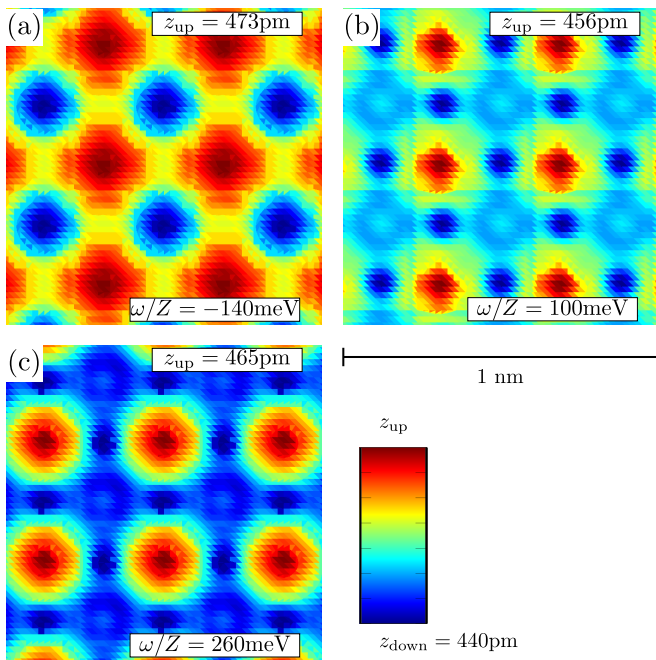 (a)
z_up = 473pm
ω/Z = −140meV
(b)
z_up = 456pm
ω/Z = 100meV
(c)
z_up = 465pm
ω/Z = 260meV
1 nm
z_up
z_down = 440pm